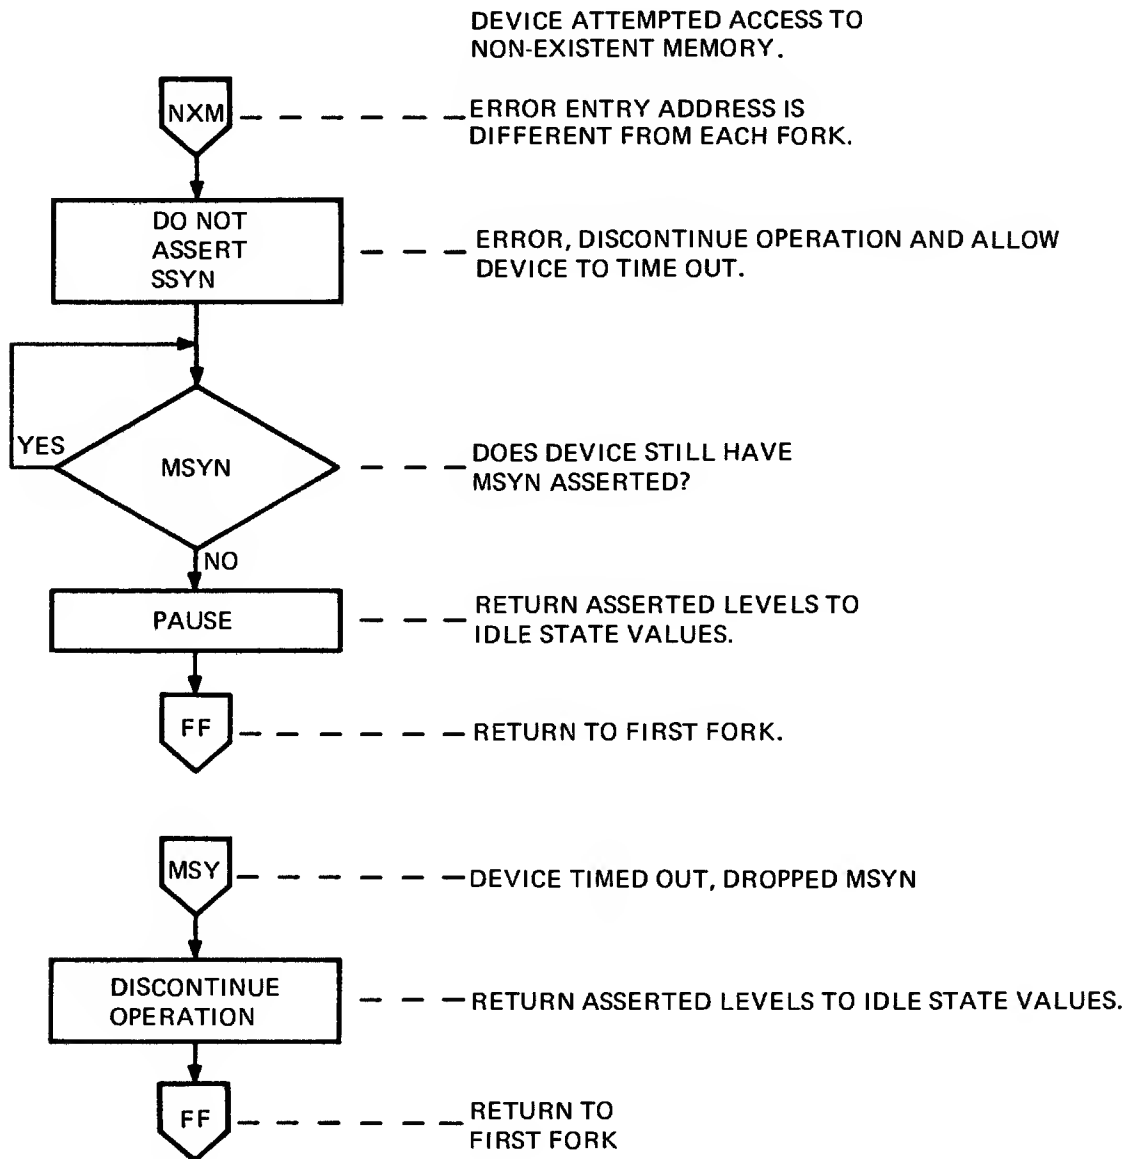 DEVICE ATTEMPTED ACCESS TO
NON-EXISTENT MEMORY.
NXM
ERROR ENTRY ADDRESS IS
DIFFERENT FROM EACH FORK.
DO NOT
ASSERT
SSYN
ERROR, DISCONTINUE OPERATION AND ALLOW
DEVICE TO TIME OUT.
YES
MSYN
DOES DEVICE STILL HAVE
MSYN ASSERTED?
NO
PAUSE
RETURN ASSERTED LEVELS TO
IDLE STATE VALUES.
FF
RETURN TO FIRST FORK.
MSY
DEVICE TIMED OUT, DROPPED MSYN
DISCONTINUE
OPERATION
RETURN ASSERTED LEVELS TO IDLE STATE VALUES.
FF
RETURN TO
FIRST FORK